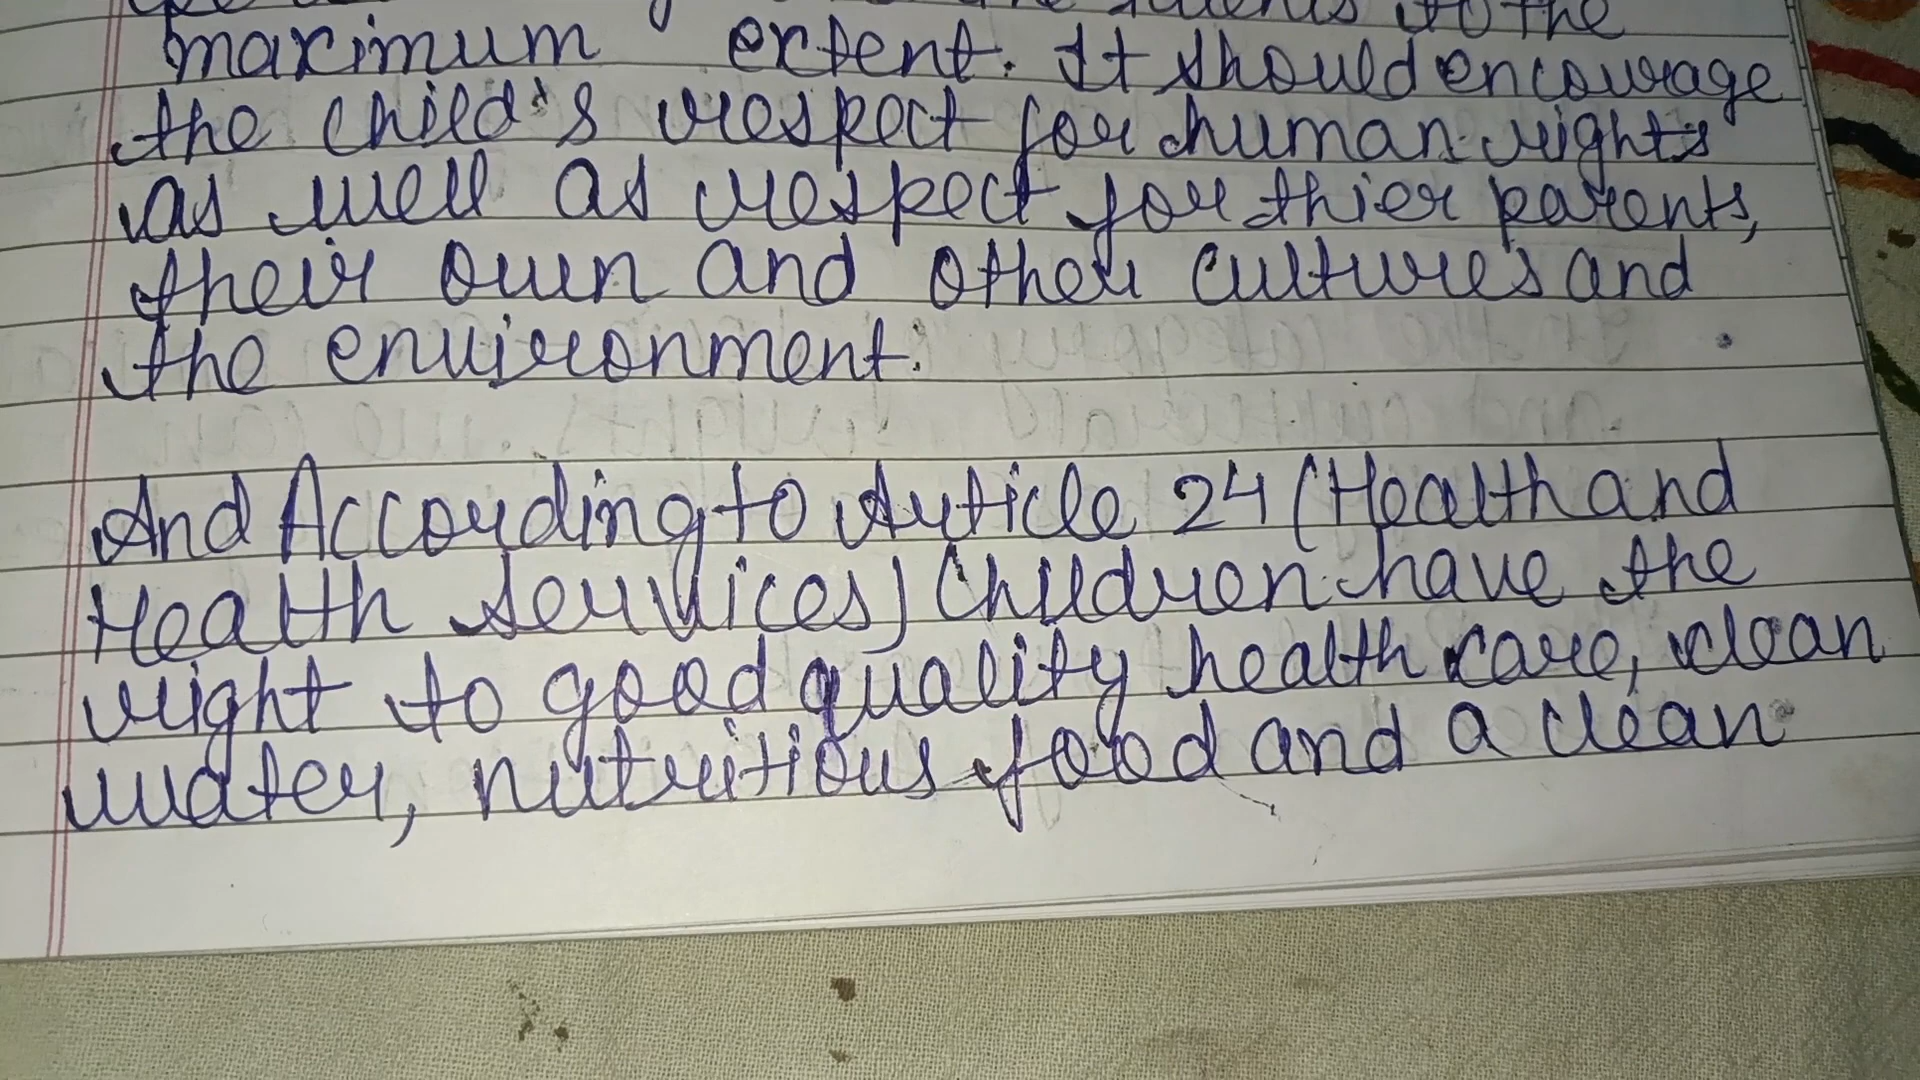 to the
maximum extent. It should encourage
the child's respect for human rights
as well as respect for thier parents,
their own and other cultures and
the environment.
And According to Article 24 (Health and
Health Services) Children have the
right to good quality health care, clean
water, nutritious food and a clean